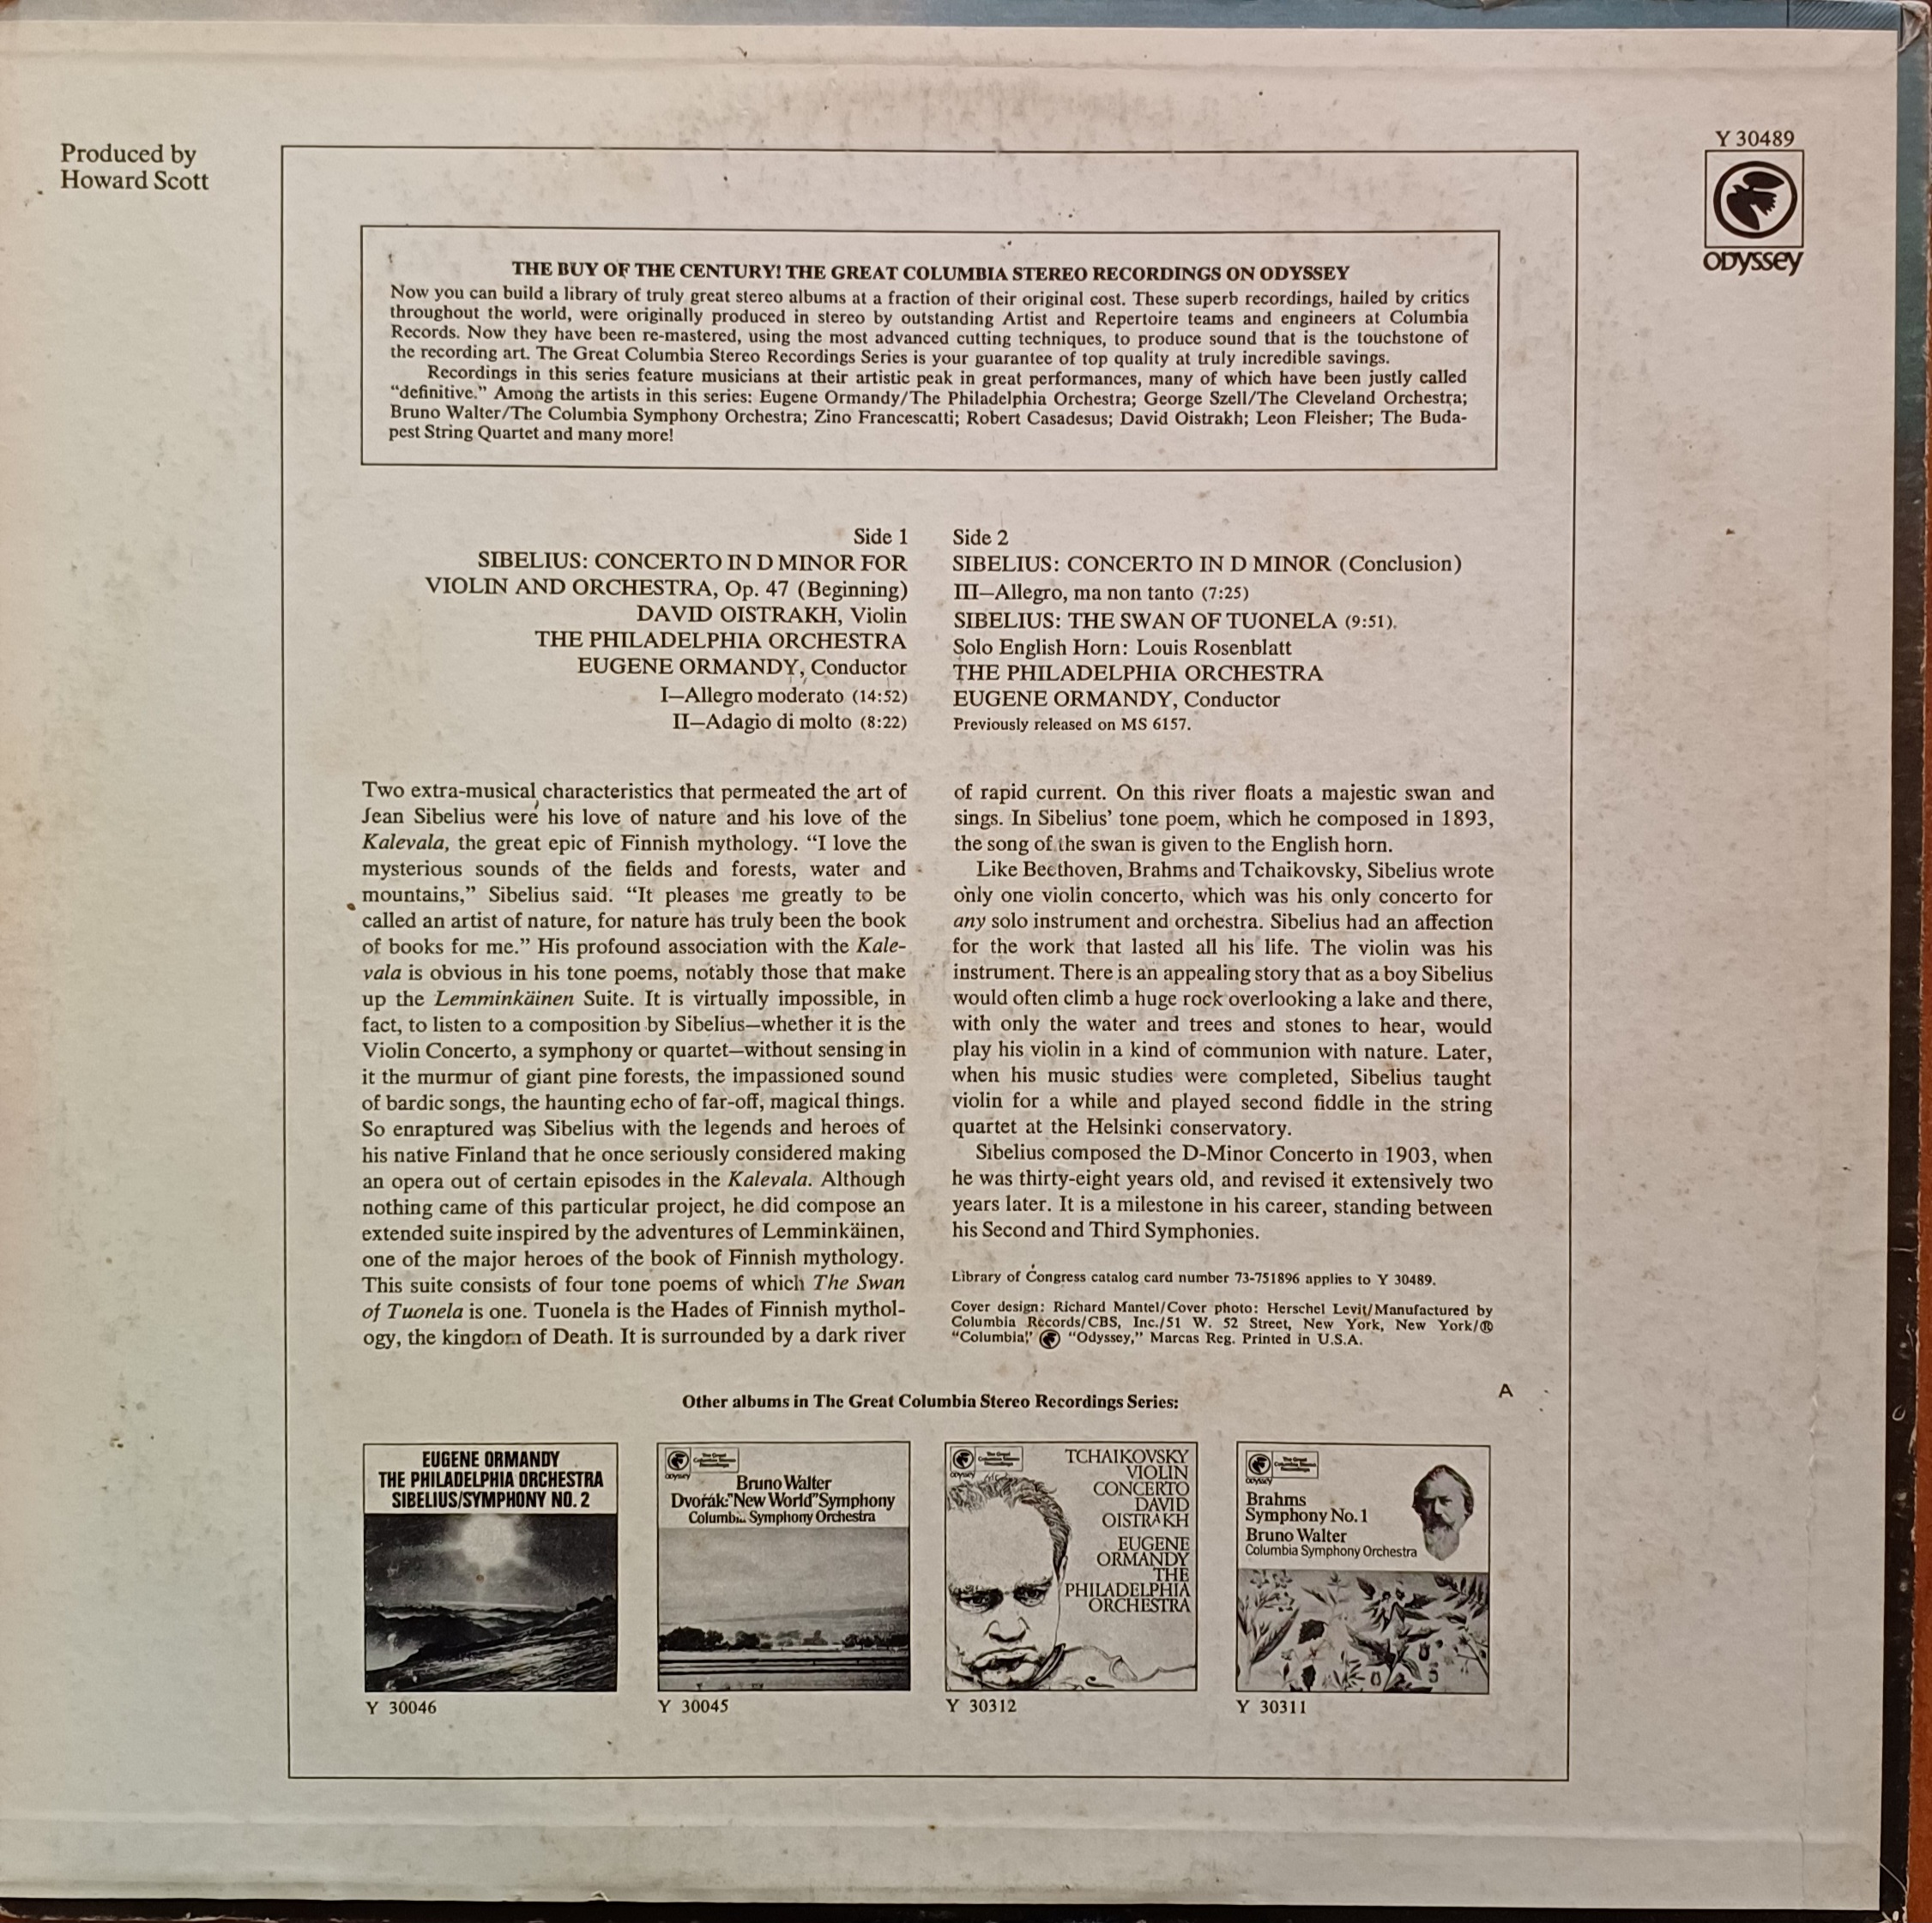 Produced by
Howard Scott
Y 30489
ODYSSEY
THE BUY OF THE CENTURY! THE GREAT COLUMBIA STEREO RECORDINGS ON ODYSSEY
Now you can build a library of truly great stereo albums at a fraction of their original cost. These superb recordings, hailed by critics
throughout the world, were originally produced in stereo by outstanding Artist and Repertoire teams and engineers at Columbia
Records. Now they have been re-mastered, using the most advanced cutting techniques, to produce sound that is the touchstone of
the recording art. The Great Columbia Stereo Recordings Series is your guarantee of top quality at truly incredible savings.
Recordings in this series feature musicians at their artistic peak in great performances, many of which have been justly called
“definitive.” Among the artists in this series: Eugene Ormandy/The Philadelphia Orchestra; George Szell/The Cleveland Orchestra;
Bruno Walter/The Columbia Symphony Orchestra; Zino Francescatti; Robert Casadesus; David Oistrakh; Leon Fleisher; The Buda-
pest String Quartet and many more!
Side 1
SIBELIUS: CONCERTO IN D MINOR FOR
VIOLIN AND ORCHESTRA, Op. 47 (Beginning)
DAVID OISTRAKH, Violin
THE PHILADELPHIA ORCHESTRA
EUGENE ORMANDY, Conductor
I—Allegro moderato (14:52)
II—Adagio di molto (8:22)
Side 2
SIBELIUS: CONCERTO IN D MINOR (Conclusion)
III—Allegro, ma non tanto (7:25)
SIBELIUS: THE SWAN OF TUONELA (9:51).
Solo English Horn: Louis Rosenblatt
THE PHILADELPHIA ORCHESTRA
EUGENE ORMANDY, Conductor
Previously released on MS 6157.
Two extra-musical characteristics that permeated the art of
Jean Sibelius were his love of nature and his love of the
Kalevala, the great epic of Finnish mythology. “I love the
mysterious sounds of the fields and forests, water and
mountains,” Sibelius said. “It pleases me greatly to be
called an artist of nature, for nature has truly been the book
of books for me.” His profound association with the Kale-
vala is obvious in his tone poems, notably those that make
up the Lemminkäinen Suite. It is virtually impossible, in
fact, to listen to a composition by Sibelius—whether it is the
Violin Concerto, a symphony or quartet—without sensing in
it the murmur of giant pine forests, the impassioned sound
of bardic songs, the haunting echo of far-off, magical things.
So enraptured was Sibelius with the legends and heroes of
his native Finland that he once seriously considered making
an opera out of certain episodes in the Kalevala. Although
nothing came of this particular project, he did compose an
extended suite inspired by the adventures of Lemminkäinen,
one of the major heroes of the book of Finnish mythology.
This suite consists of four tone poems of which The Swan
of Tuonela is one. Tuonela is the Hades of Finnish mythol-
ogy, the kingdom of Death. It is surrounded by a dark river
of rapid current. On this river floats a majestic swan and
sings. In Sibelius’ tone poem, which he composed in 1893,
the song of the swan is given to the English horn.
Like Beethoven, Brahms and Tchaikovsky, Sibelius wrote
only one violin concerto, which was his only concerto for
any solo instrument and orchestra. Sibelius had an affection
for the work that lasted all his life. The violin was his
instrument. There is an appealing story that as a boy Sibelius
would often climb a huge rock overlooking a lake and there,
with only the water and trees and stones to hear, would
play his violin in a kind of communion with nature. Later,
when his music studies were completed, Sibelius taught
violin for a while and played second fiddle in the string
quartet at the Helsinki conservatory.
Sibelius composed the D-Minor Concerto in 1903, when
he was thirty-eight years old, and revised it extensively two
years later. It is a milestone in his career, standing between
his Second and Third Symphonies.
Library of Congress catalog card number 73-751896 applies to Y 30489.
Cover design: Richard Mantel/Cover photo: Herschel Levit/Manufactured by
Columbia Records/CBS, Inc./51 W. 52 Street, New York, New York/®
“Columbia,” “Odyssey,” Marcas Reg. Printed in U.S.A.
A
Other albums in The Great Columbia Stereo Recordings Series:
EUGENE ORMANDY
THE PHILADELPHIA ORCHESTRA
SIBELIUS/SYMPHONY NO. 2
Y 30046
ODYSSEY
The Great
Columbia Stereo
Recordings
Bruno Walter
Dvořák:"New World"Symphony
Columbia Symphony Orchestra
Y 30045
ODYSSEY
The Great
Columbia Stereo
Recordings
TCHAIKOVSKY
VIOLIN
CONCERTO
DAVID
OISTRAKH
EUGENE
ORMANDY
THE
PHILADELPHIA
ORCHESTRA
Y 30312
ODYSSEY
The Great
Columbia Stereo
Recordings
Brahms
Symphony No. 1
Bruno Walter
Columbia Symphony Orchestra
Y 30311